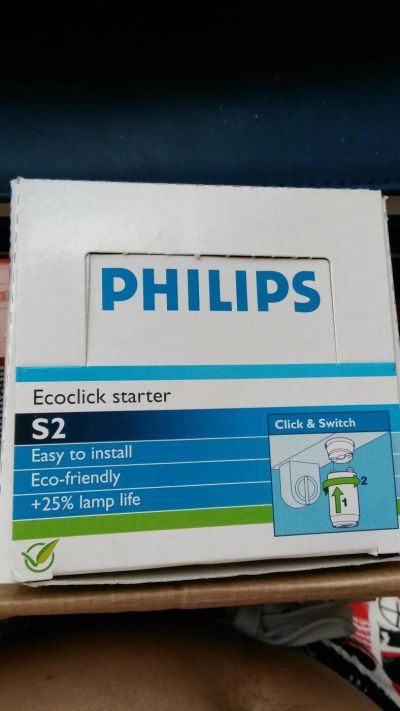 PHILIPS
Ecoclick starter
S2
Easy to install
Eco-friendly
+25% lamp life
Click & Switch
2
1